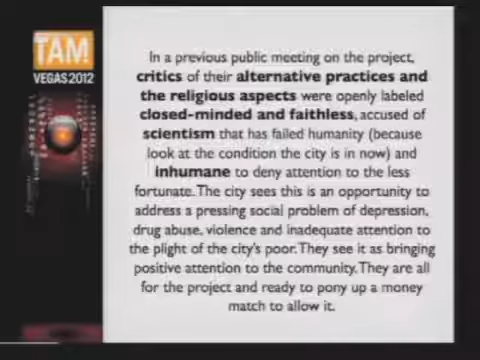 TAM!
VEGAS 2012
In a previous public meeting on the project,
critics of their alternative practices and
the religious aspects were openly labeled
closed-minded and faithless, accused of
scientism that has failed humanity (because
look at the condition the city is in now) and
inhumane to deny attention to the less
fortunate. The city sees this is an opportunity to
address a pressing social problem of depression,
drug abuse, violence and inadequate attention to
the plight of the city's poor. They see it as bringing
positive attention to the community. They are all
for the project and ready to pony up a money
match to allow it.